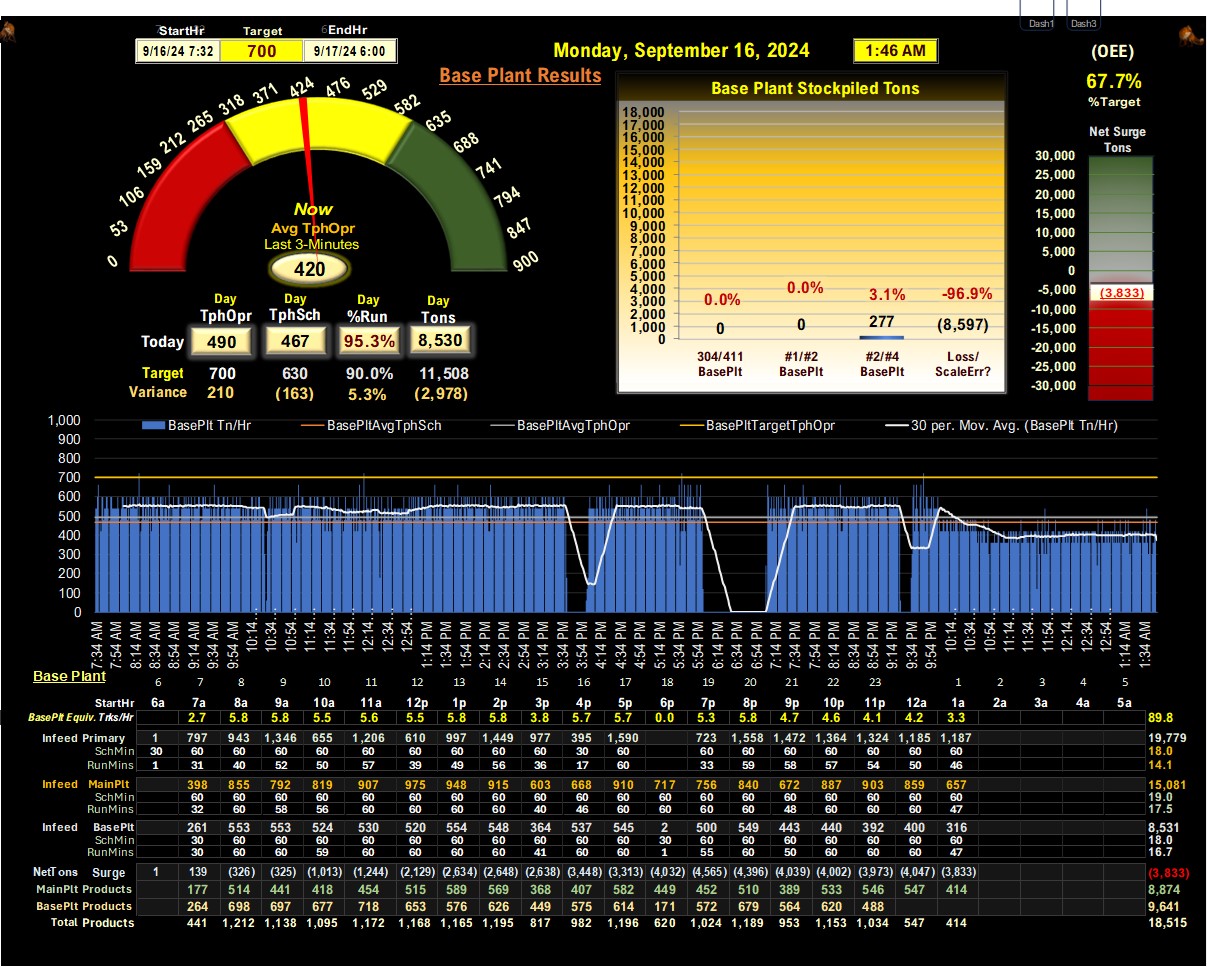 Dash1 Dash3
StartHr Target EndHr
9/16/24 7:32 700 9/17/24 6:00
Monday, September 16, 2024 1:46 AM
Base Plant Results
(OEE)
67.7%
%Target
Net Surge
Tons
30,000
25,000
20,000
15,000
10,000
5,000
0
-5,000
(3,833)
-10,000
-15,000
-20,000
-25,000
-30,000
0 53 106 159 212 265 318 371 424 476 529 582 635 688 741 794 847 900
Now
Avg TphOpr
Last 3-Minutes
420
Day Day Day Day
TphOpr TphSch %Run Tons
Today 490 467 95.3% 8,530
Target 700 630 90.0% 11,508
Variance 210 (163) 5.3% (2,978)
Base Plant Stockpiled Tons
18,000
17,000
16,000
15,000
14,000
13,000
12,000
11,000
10,000
9,000
8,000
7,000
6,000
5,000
4,000
3,000
2,000
1,000
0
0.0% 0.0% 3.1% -96.9%
0 0 277 (8,597)
304/411 #1/#2 #2/#4 Loss/
BasePlt BasePlt BasePlt ScaleErr?
BasePlt Tn/Hr BasePltAvgTphSch BasePltAvgTphOpr BasePltTargetTphOpr 30 per. Mov. Avg. (BasePlt Tn/Hr)
1,000
900
800
700
600
500
400
300
200
100
0
7:34 AM 7:54 AM 8:14 AM 8:34 AM 8:54 AM 9:14 AM 9:34 AM 9:54 AM 10:14... 10:34... 10:54... 11:14... 11:34... 11:54... 12:14... 12:34... 12:54... 1:14 PM 1:34 PM 1:54 PM 2:14 PM 2:34 PM 2:54 PM 3:14 PM 3:34 PM 3:54 PM 4:14 PM 4:34 PM 4:54 PM 5:14 PM 5:34 PM 5:54 PM 6:14 PM 6:34 PM 6:54 PM 7:14 PM 7:34 PM 7:54 PM 8:14 PM 8:34 PM 8:54 PM 9:14 PM 9:34 PM 9:54 PM 10:14... 10:34... 10:54... 11:14... 11:34... 11:54... 12:14... 12:34... 12:54... 1:14 AM 1:34 AM
Base Plant 6 7 8 9 10 11 12 13 14 15 16 17 18 19 20 21 22 23 1 2 3 4 5
StartHr 6a 7a 8a 9a 10a 11a 12p 1p 2p 3p 4p 5p 6p 7p 8p 9p 10p 11p 12a 1a 2a 3a 4a 5a
BasePlt Equiv. Trks/Hr 2.7 5.8 5.8 5.5 5.6 5.5 5.8 5.8 3.8 5.7 5.7 0.0 5.3 5.8 4.7 4.6 4.1 4.2 3.3 89.8
Infeed Primary 1 797 943 1,346 655 1,206 610 997 1,449 977 395 1,590 723 1,558 1,472 1,364 1,324 1,185 1,187 19,779
SchMin 30 60 60 60 60 60 60 60 60 60 30 60 60 60 60 60 60 60 60 18.0
RunMins 1 31 40 52 50 57 39 49 56 36 17 60 33 59 58 57 54 50 46 14.1
Infeed MainPlt 398 855 792 819 907 975 948 915 603 668 910 717 756 840 672 887 903 859 657 15,081
SchMin 60 60 60 60 60 60 60 60 60 60 60 60 60 60 60 60 60 60 60 19.0
RunMins 32 60 58 56 60 60 60 60 40 46 60 60 60 60 48 60 60 60 47 17.5
Infeed BasePlt 261 553 553 524 530 520 554 548 364 537 545 2 500 549 443 440 392 400 316 8,531
SchMin 30 60 60 60 60 60 60 60 60 60 60 30 60 60 60 60 60 60 60 18.0
RunMins 30 60 60 59 60 60 60 60 41 60 60 1 55 60 50 60 60 60 47 16.7
NetTons Surge 1 139 (326) (325) (1,013) (1,244) (2,129) (2,634) (2,648) (2,638) (3,448) (3,313) (4,032) (4,565) (4,396) (4,039) (4,002) (3,973) (4,047) (3,833) (3,833)
MainPlt Products 177 514 441 418 454 515 589 569 368 407 582 449 452 510 389 533 546 547 414 8,874
BasePlt Products 264 698 697 677 718 653 576 626 449 575 614 171 572 679 564 620 488 9,641
Total Products 441 1,212 1,138 1,095 1,172 1,168 1,165 1,195 817 982 1,196 620 1,024 1,189 953 1,153 1,034 547 414 18,515